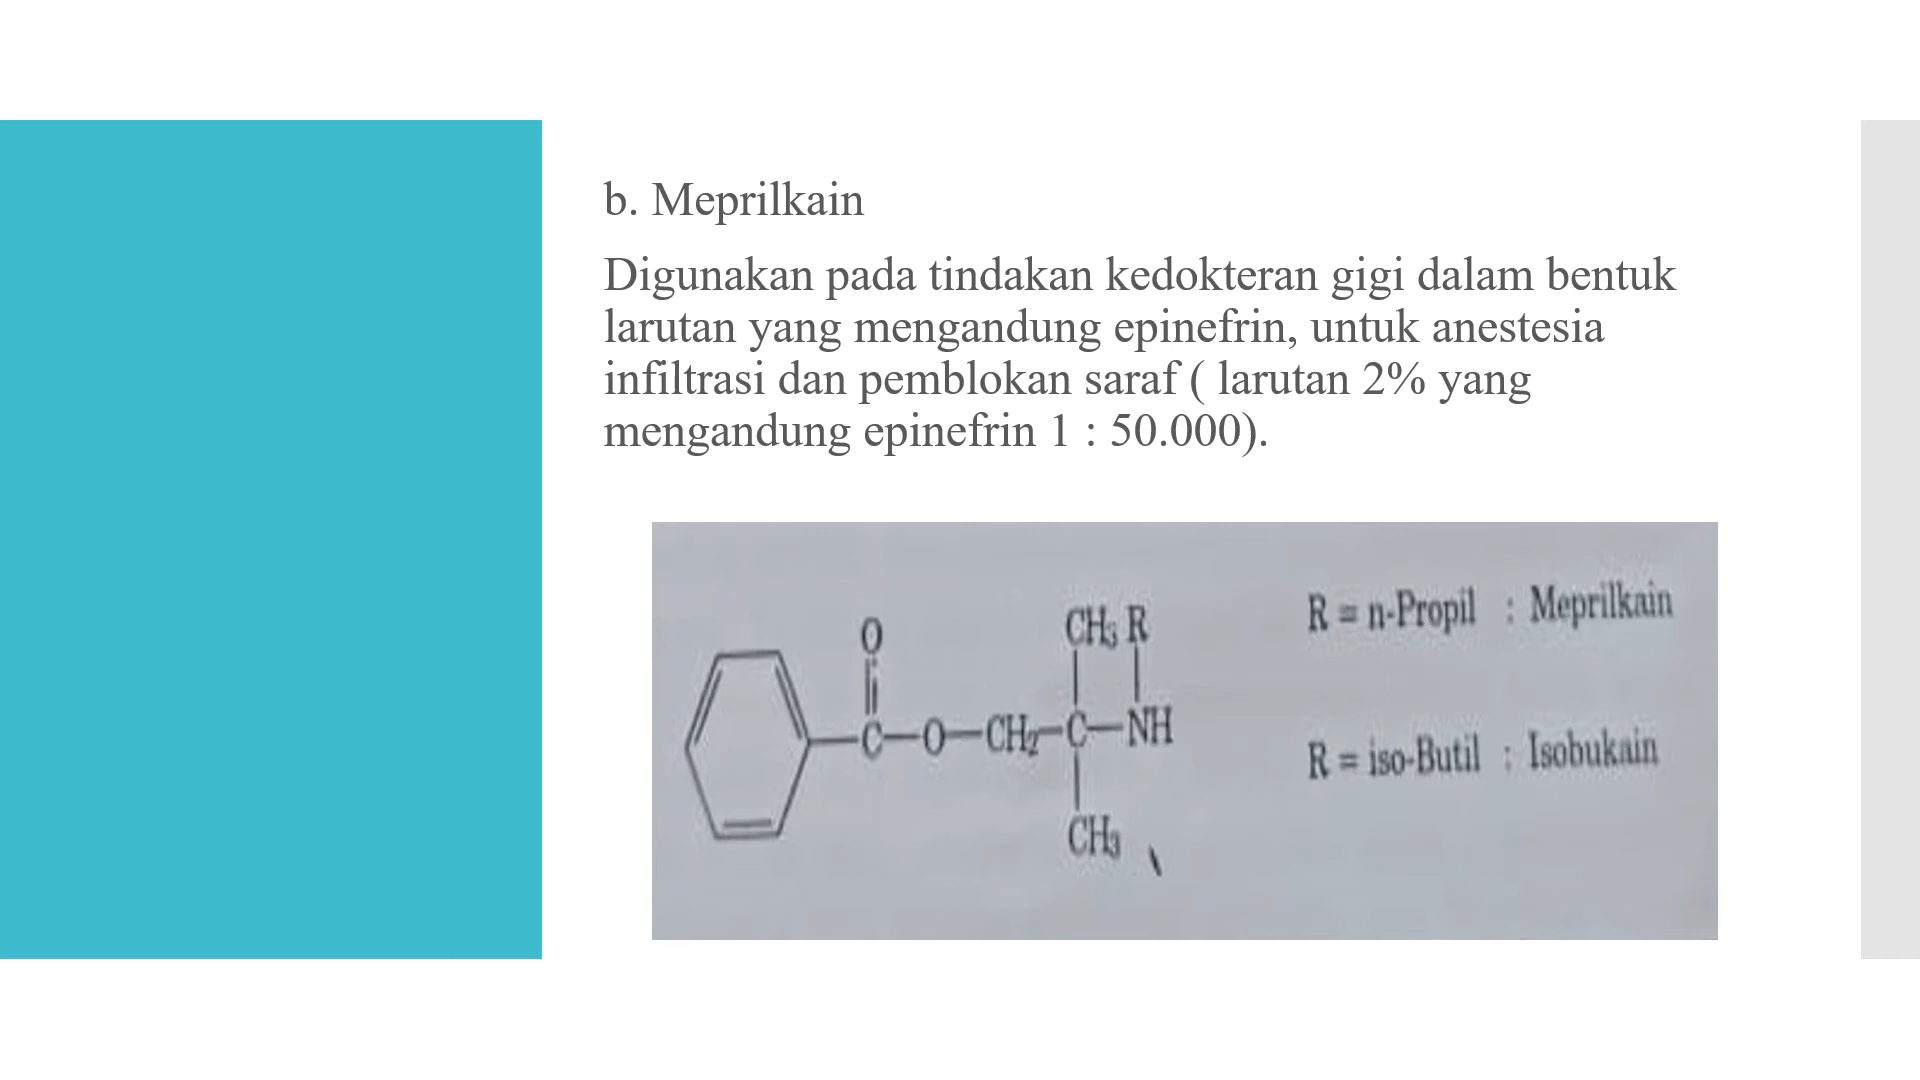 b. Meprilkain
Digunakan pada tindakan kedokteran gigi dalam bentuk
larutan yang mengandung epinefrin, untuk anestesia
infiltrasi dan pemblokan saraf ( larutan 2% yang
mengandung epinefrin 1 : 50.000).
O
CH₃ R
C—O—CH₂—C—NH
CH₃
R = n-Propil : Meprilkain
R = iso-Butil : Isobukain